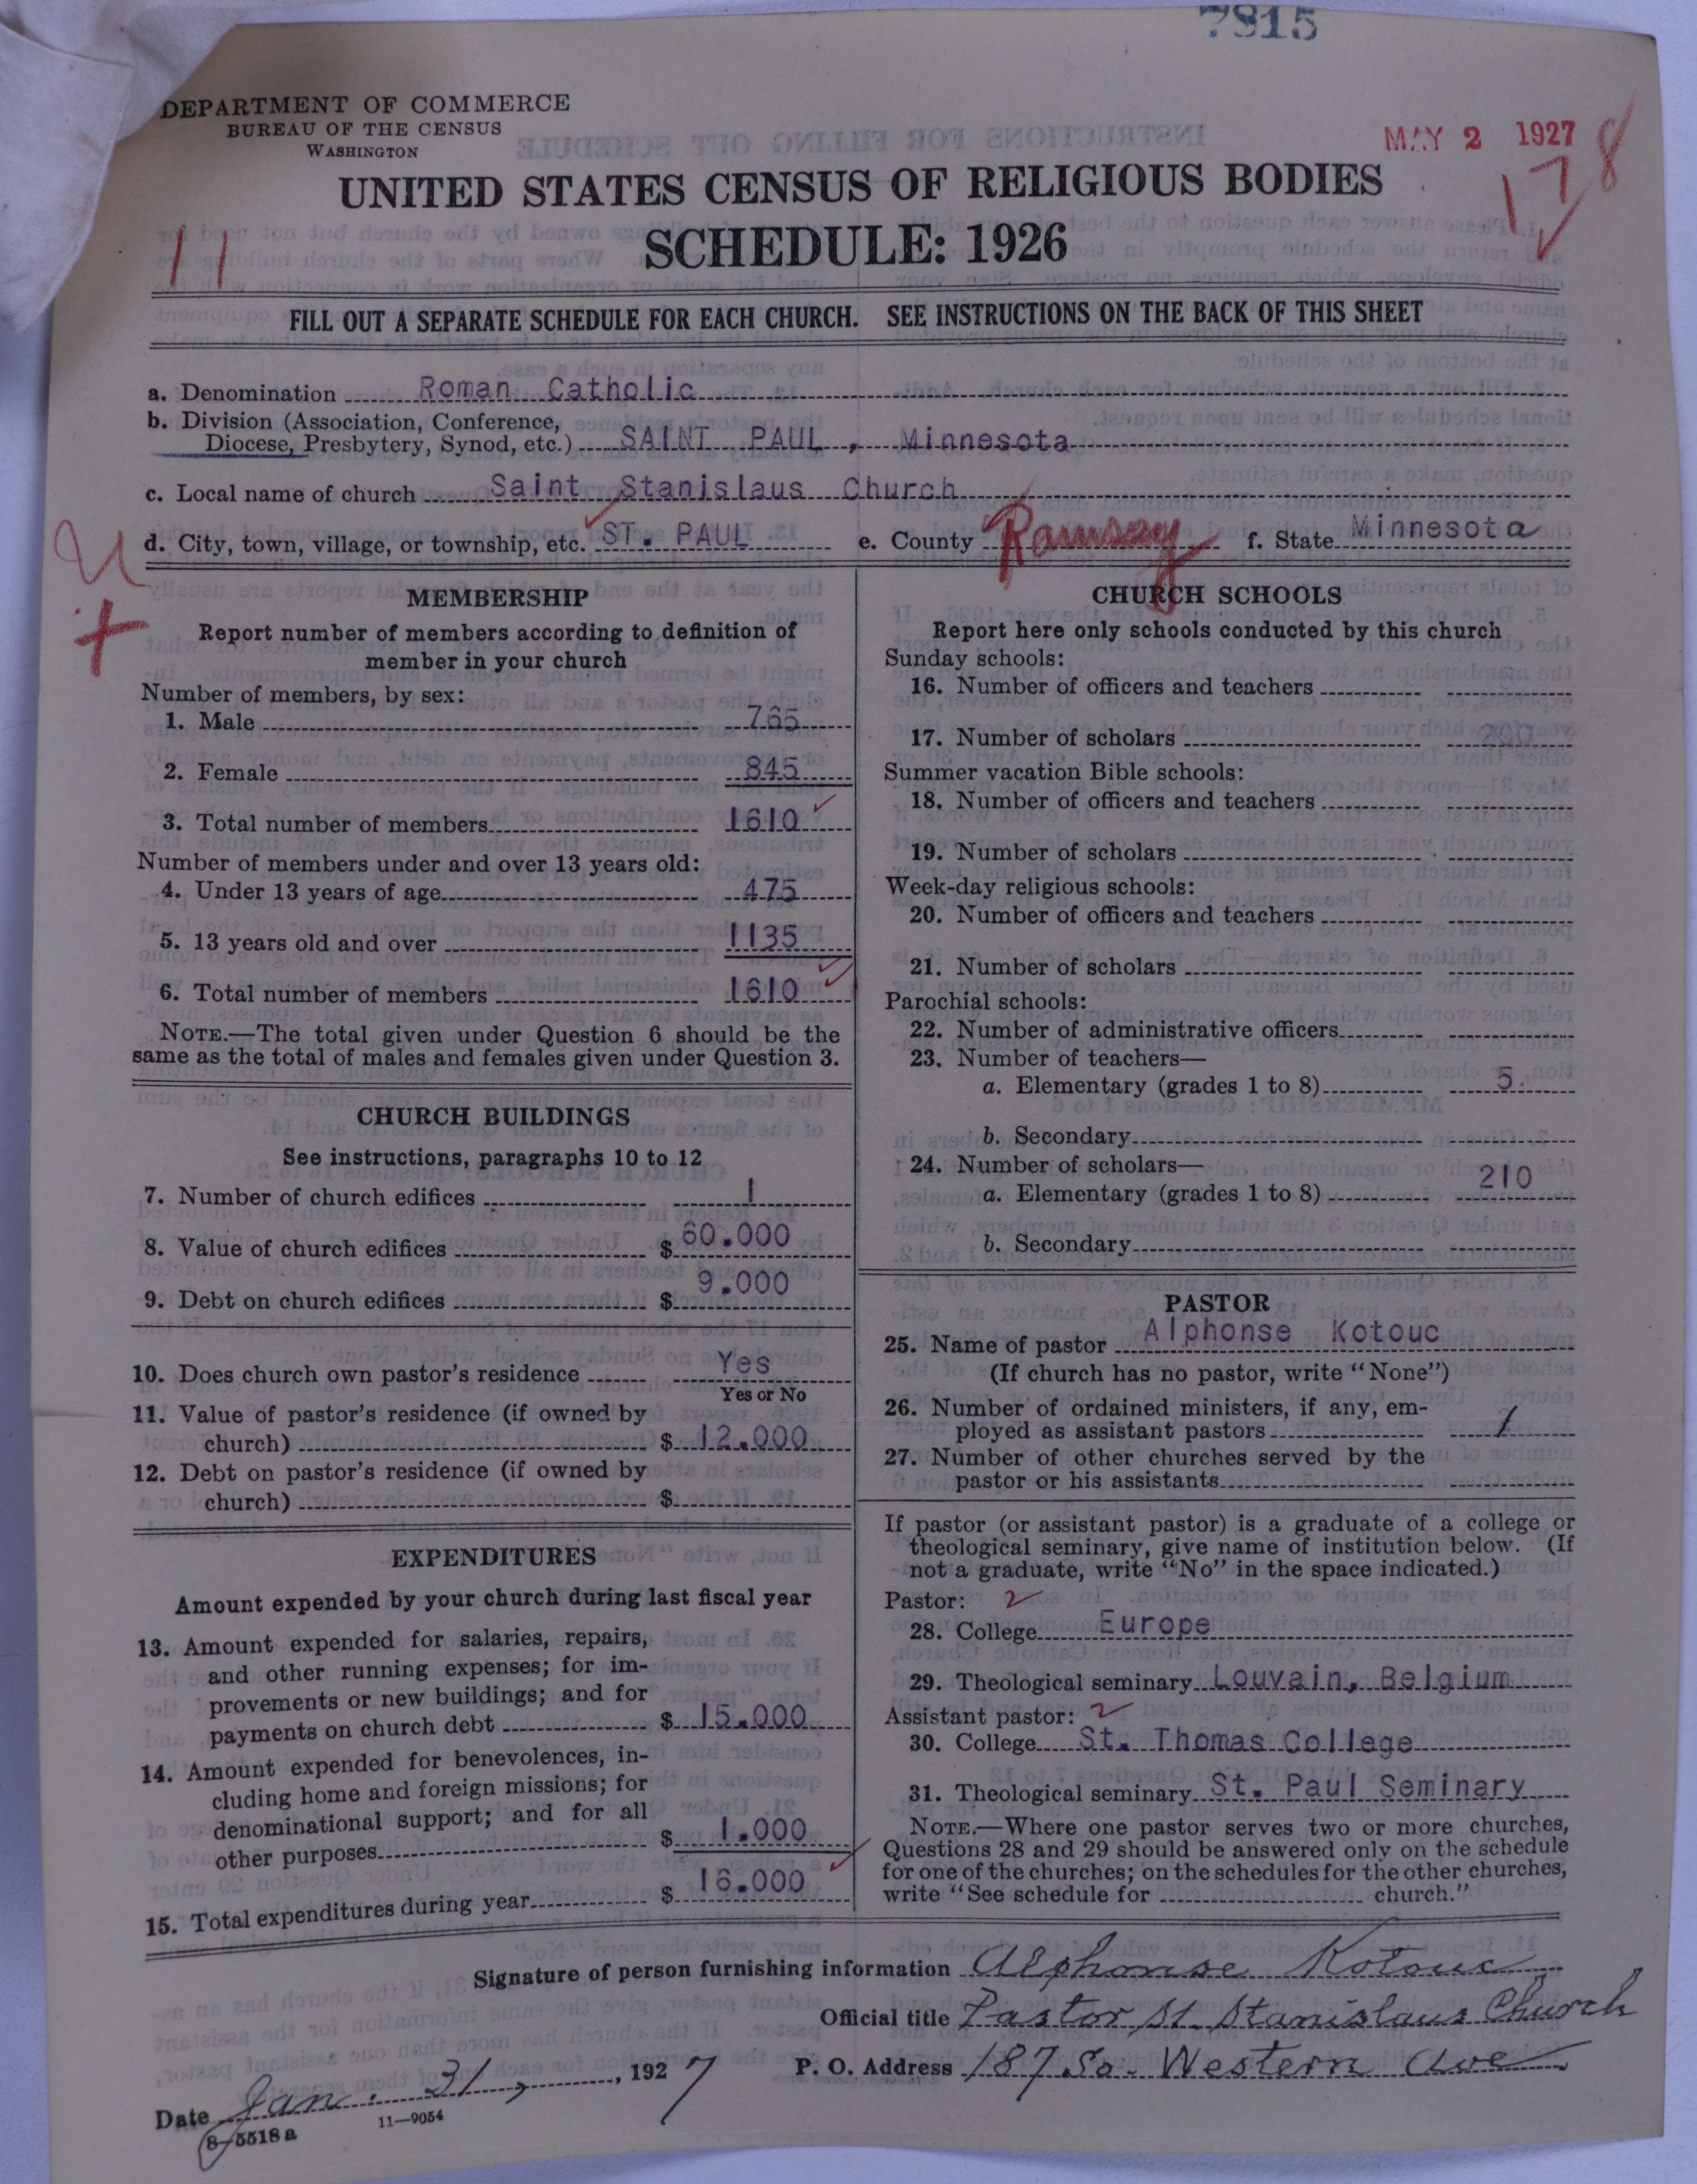 7815
DEPARTMENT OF COMMERCE
BUREAU OF THE CENSUS
WASHINGTON
MAY 2 1927
178
UNITED STATES CENSUS OF RELIGIOUS BODIES
SCHEDULE: 1926
11
FILL OUT A SEPARATE SCHEDULE FOR EACH CHURCH. SEE INSTRUCTIONS ON THE BACK OF THIS SHEET
a. Denomination Roman Catholic
b. Division (Association, Conference,
Diocese, Presbytery, Synod, etc.) SAINT PAUL, Minnesota
c. Local name of church Saint Stanislaus Church
d. City, town, village, or township, etc. ST. PAUL e. County Ramsey f. State Minnesota
MEMBERSHIP
Report number of members according to definition of
member in your church
Number of members, by sex:
1. Male 765
2. Female 845
3. Total number of members 1610
Number of members under and over 13 years old:
4. Under 13 years of age 475
5. 13 years old and over 1135
6. Total number of members 1610
NOTE.—The total given under Question 6 should be the
same as the total of males and females given under Question 3.
CHURCH BUILDINGS
See instructions, paragraphs 10 to 12
7. Number of church edifices 1
8. Value of church edifices $ 60.000
9. Debt on church edifices $ 9.000
10. Does church own pastor's residence Yes
Yes or No
11. Value of pastor's residence (if owned by
church) $ 12.000
12. Debt on pastor's residence (if owned by
church) $
EXPENDITURES
Amount expended by your church during last fiscal year
13. Amount expended for salaries, repairs,
and other running expenses; for im-
provements or new buildings; and for
payments on church debt $ 15.000
14. Amount expended for benevolences, in-
cluding home and foreign missions; for
denominational support; and for all
other purposes $ 1.000
15. Total expenditures during year $ 16.000
CHURCH SCHOOLS
Report here only schools conducted by this church
Sunday schools:
16. Number of officers and teachers
17. Number of scholars
Summer vacation Bible schools:
18. Number of officers and teachers
19. Number of scholars
Week-day religious schools:
20. Number of officers and teachers
21. Number of scholars
Parochial schools:
22. Number of administrative officers
23. Number of teachers—
a. Elementary (grades 1 to 8) 5
b. Secondary
24. Number of scholars—
a. Elementary (grades 1 to 8) 210
b. Secondary
PASTOR
25. Name of pastor Alphonse Kotouc
(If church has no pastor, write "None")
26. Number of ordained ministers, if any, em-
ployed as assistant pastors 1
27. Number of other churches served by the
pastor or his assistants
If pastor (or assistant pastor) is a graduate of a college or
theological seminary, give name of institution below. (If
not a graduate, write "No" in the space indicated.)
Pastor: 2
28. College Europe
29. Theological seminary Louvain, Belgium
Assistant pastor: 2
30. College St. Thomas College
31. Theological seminary St. Paul Seminary
NOTE.—Where one pastor serves two or more churches,
Questions 28 and 29 should be answered only on the schedule
for one of the churches; on the schedules for the other churches,
write "See schedule for church."
Signature of person furnishing information Alphonse Kotouc
Official title Pastor St. Stanislaus Church
Date Jan. 31, 1927 P. O. Address 187 So. Western Ave
8-5518 a 11—9054